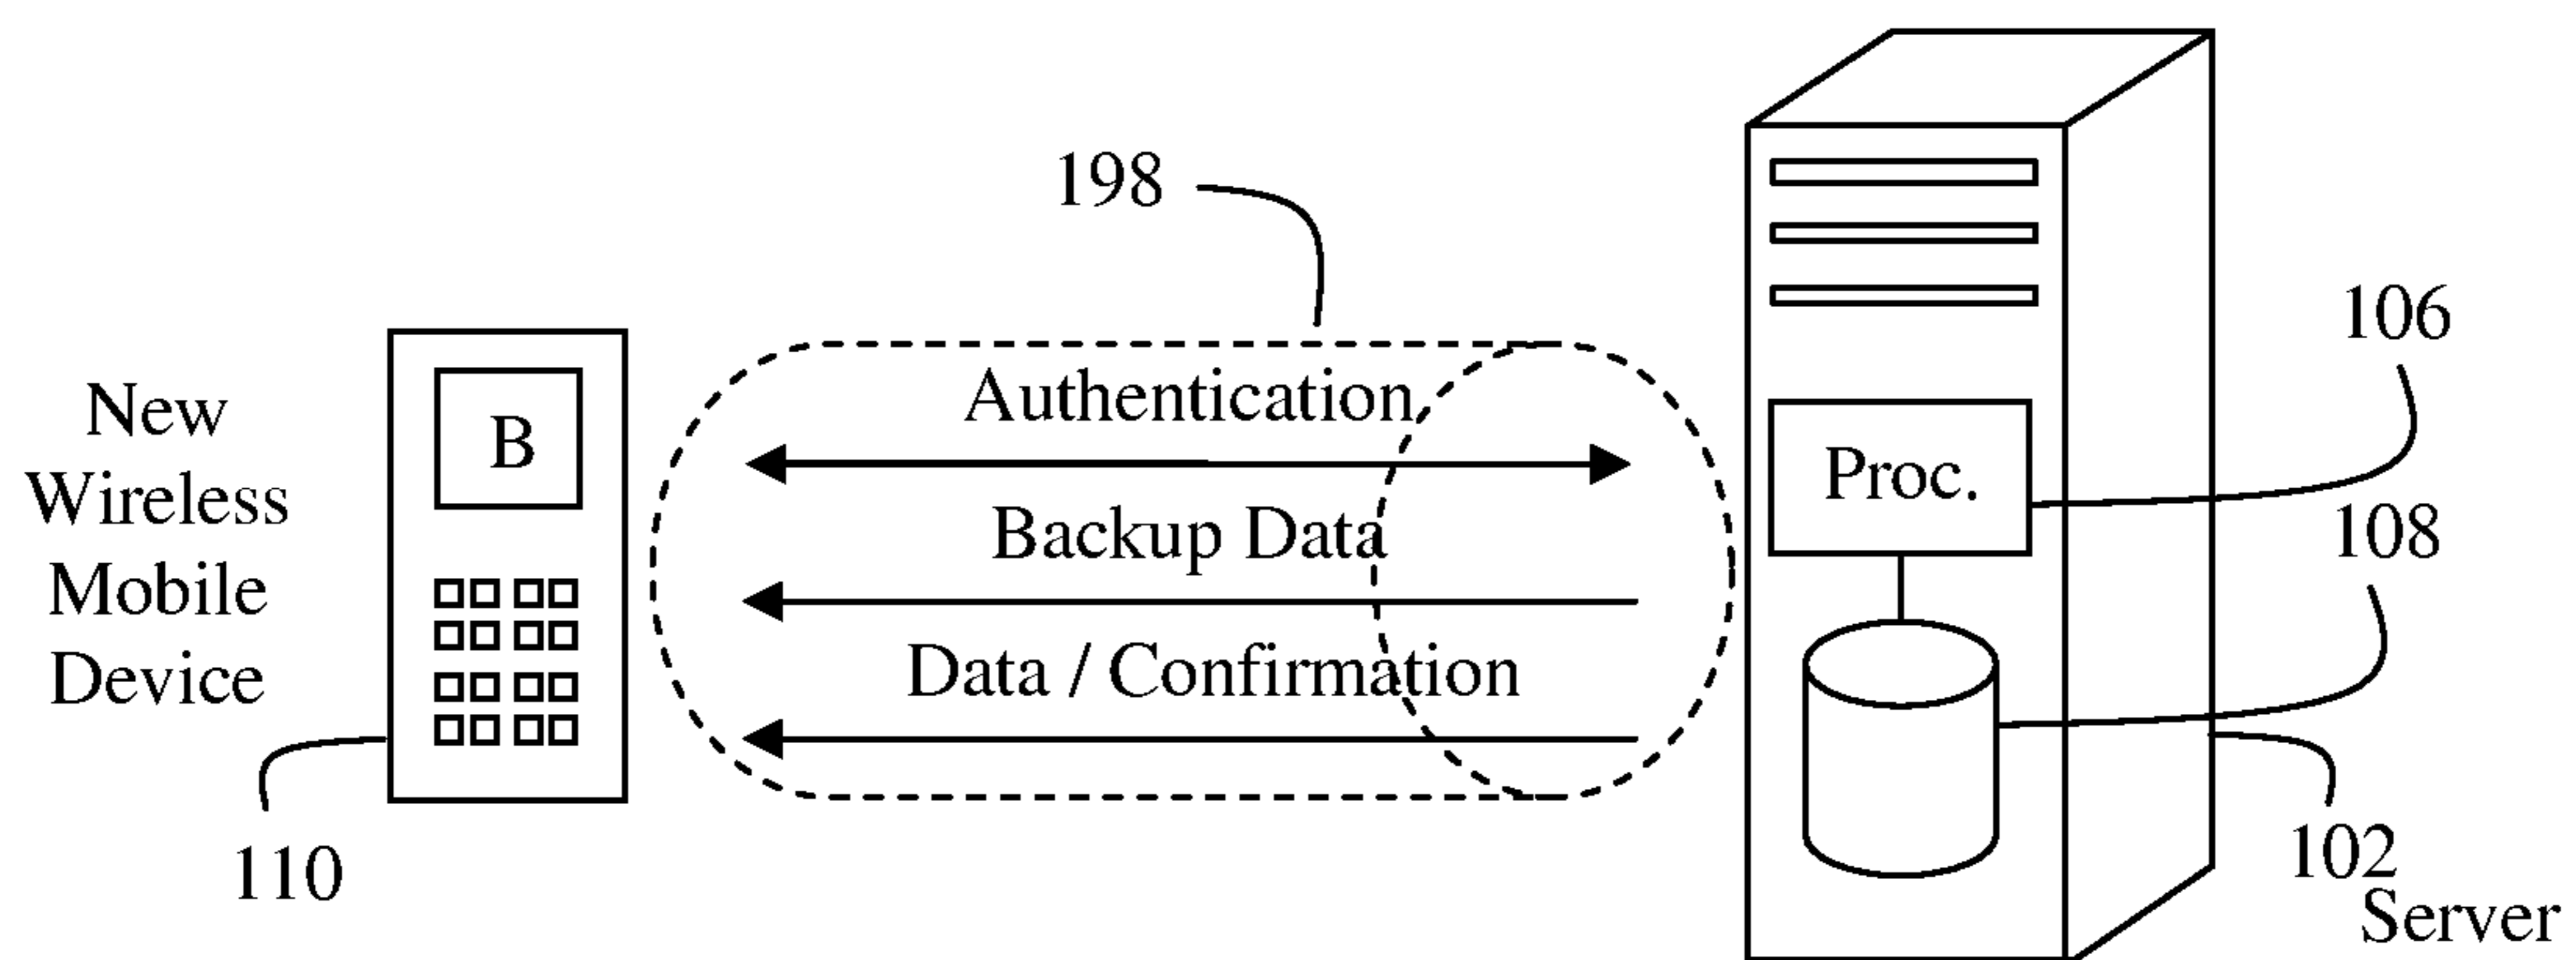 198
106
Authentication
New
Wireless
Mobile
Device
B
Proc.
Backup Data
108
Data / Confirmation
110
102
Server